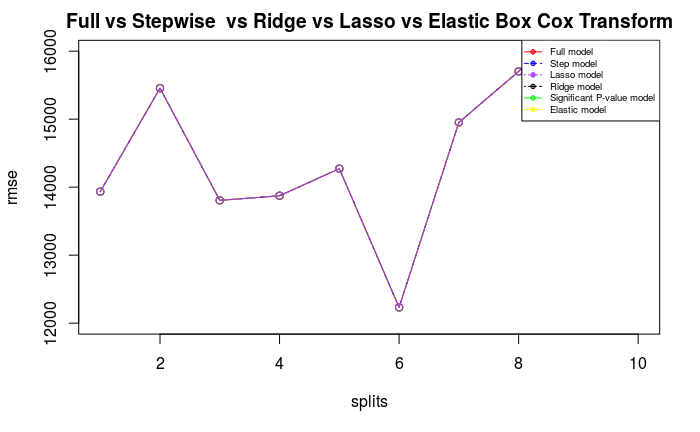 Full vs Stepwise  vs Ridge vs Lasso vs Elastic Box Cox Transform
16000
15000
14000
13000
12000
rmse
Full model
Step model
Lasso model
Ridge model
Significant P-value model
Elastic model
2 4 6 8 10
splits